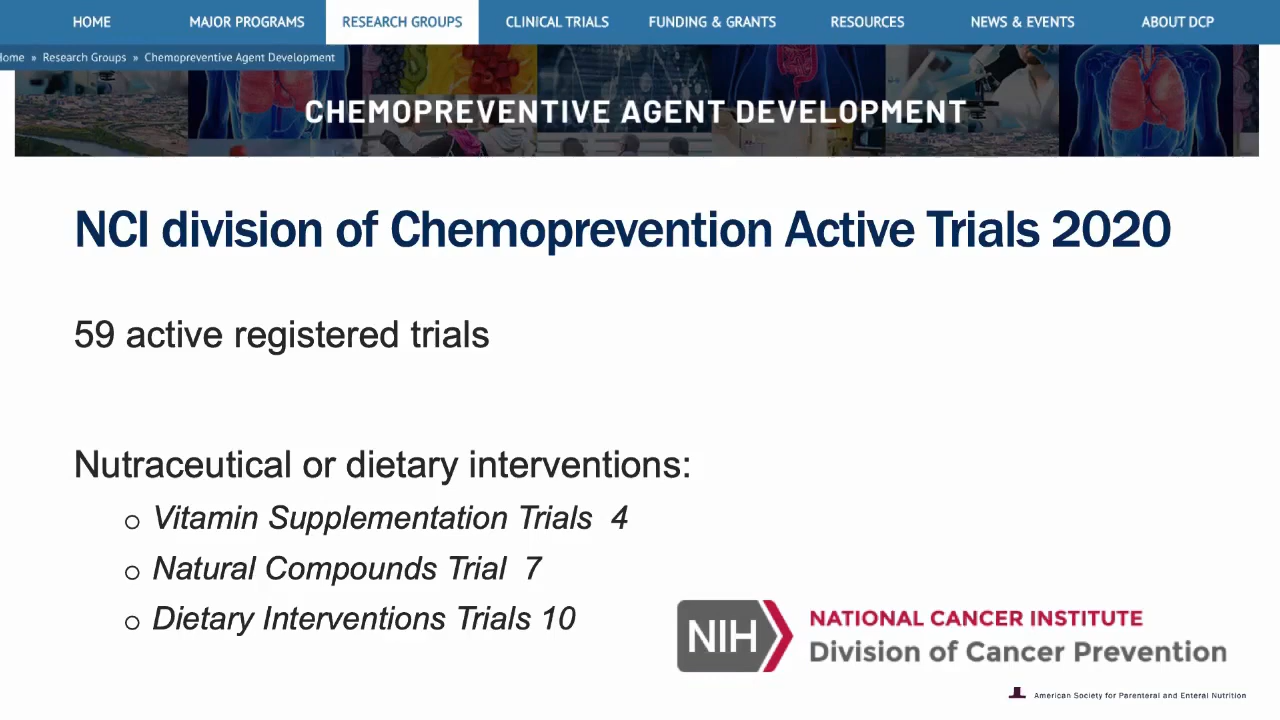 HOME MAJOR PROGRAMS RESEARCH GROUPS CLINICAL TRIALS FUNDING & GRANTS RESOURCES NEWS & EVENTS ABOUT DCP
Home » Research Groups » Chemopreventive Agent Development
CHEMOPREVENTIVE AGENT DEVELOPMENT
NCI division of Chemoprevention Active Trials 2020
59 active registered trials
Nutraceutical or dietary interventions:
o Vitamin Supplementation Trials 4
o Natural Compounds Trial 7
o Dietary Interventions Trials 10
NIH NATIONAL CANCER INSTITUTE
Division of Cancer Prevention
American Society for Parenteral and Enteral Nutrition